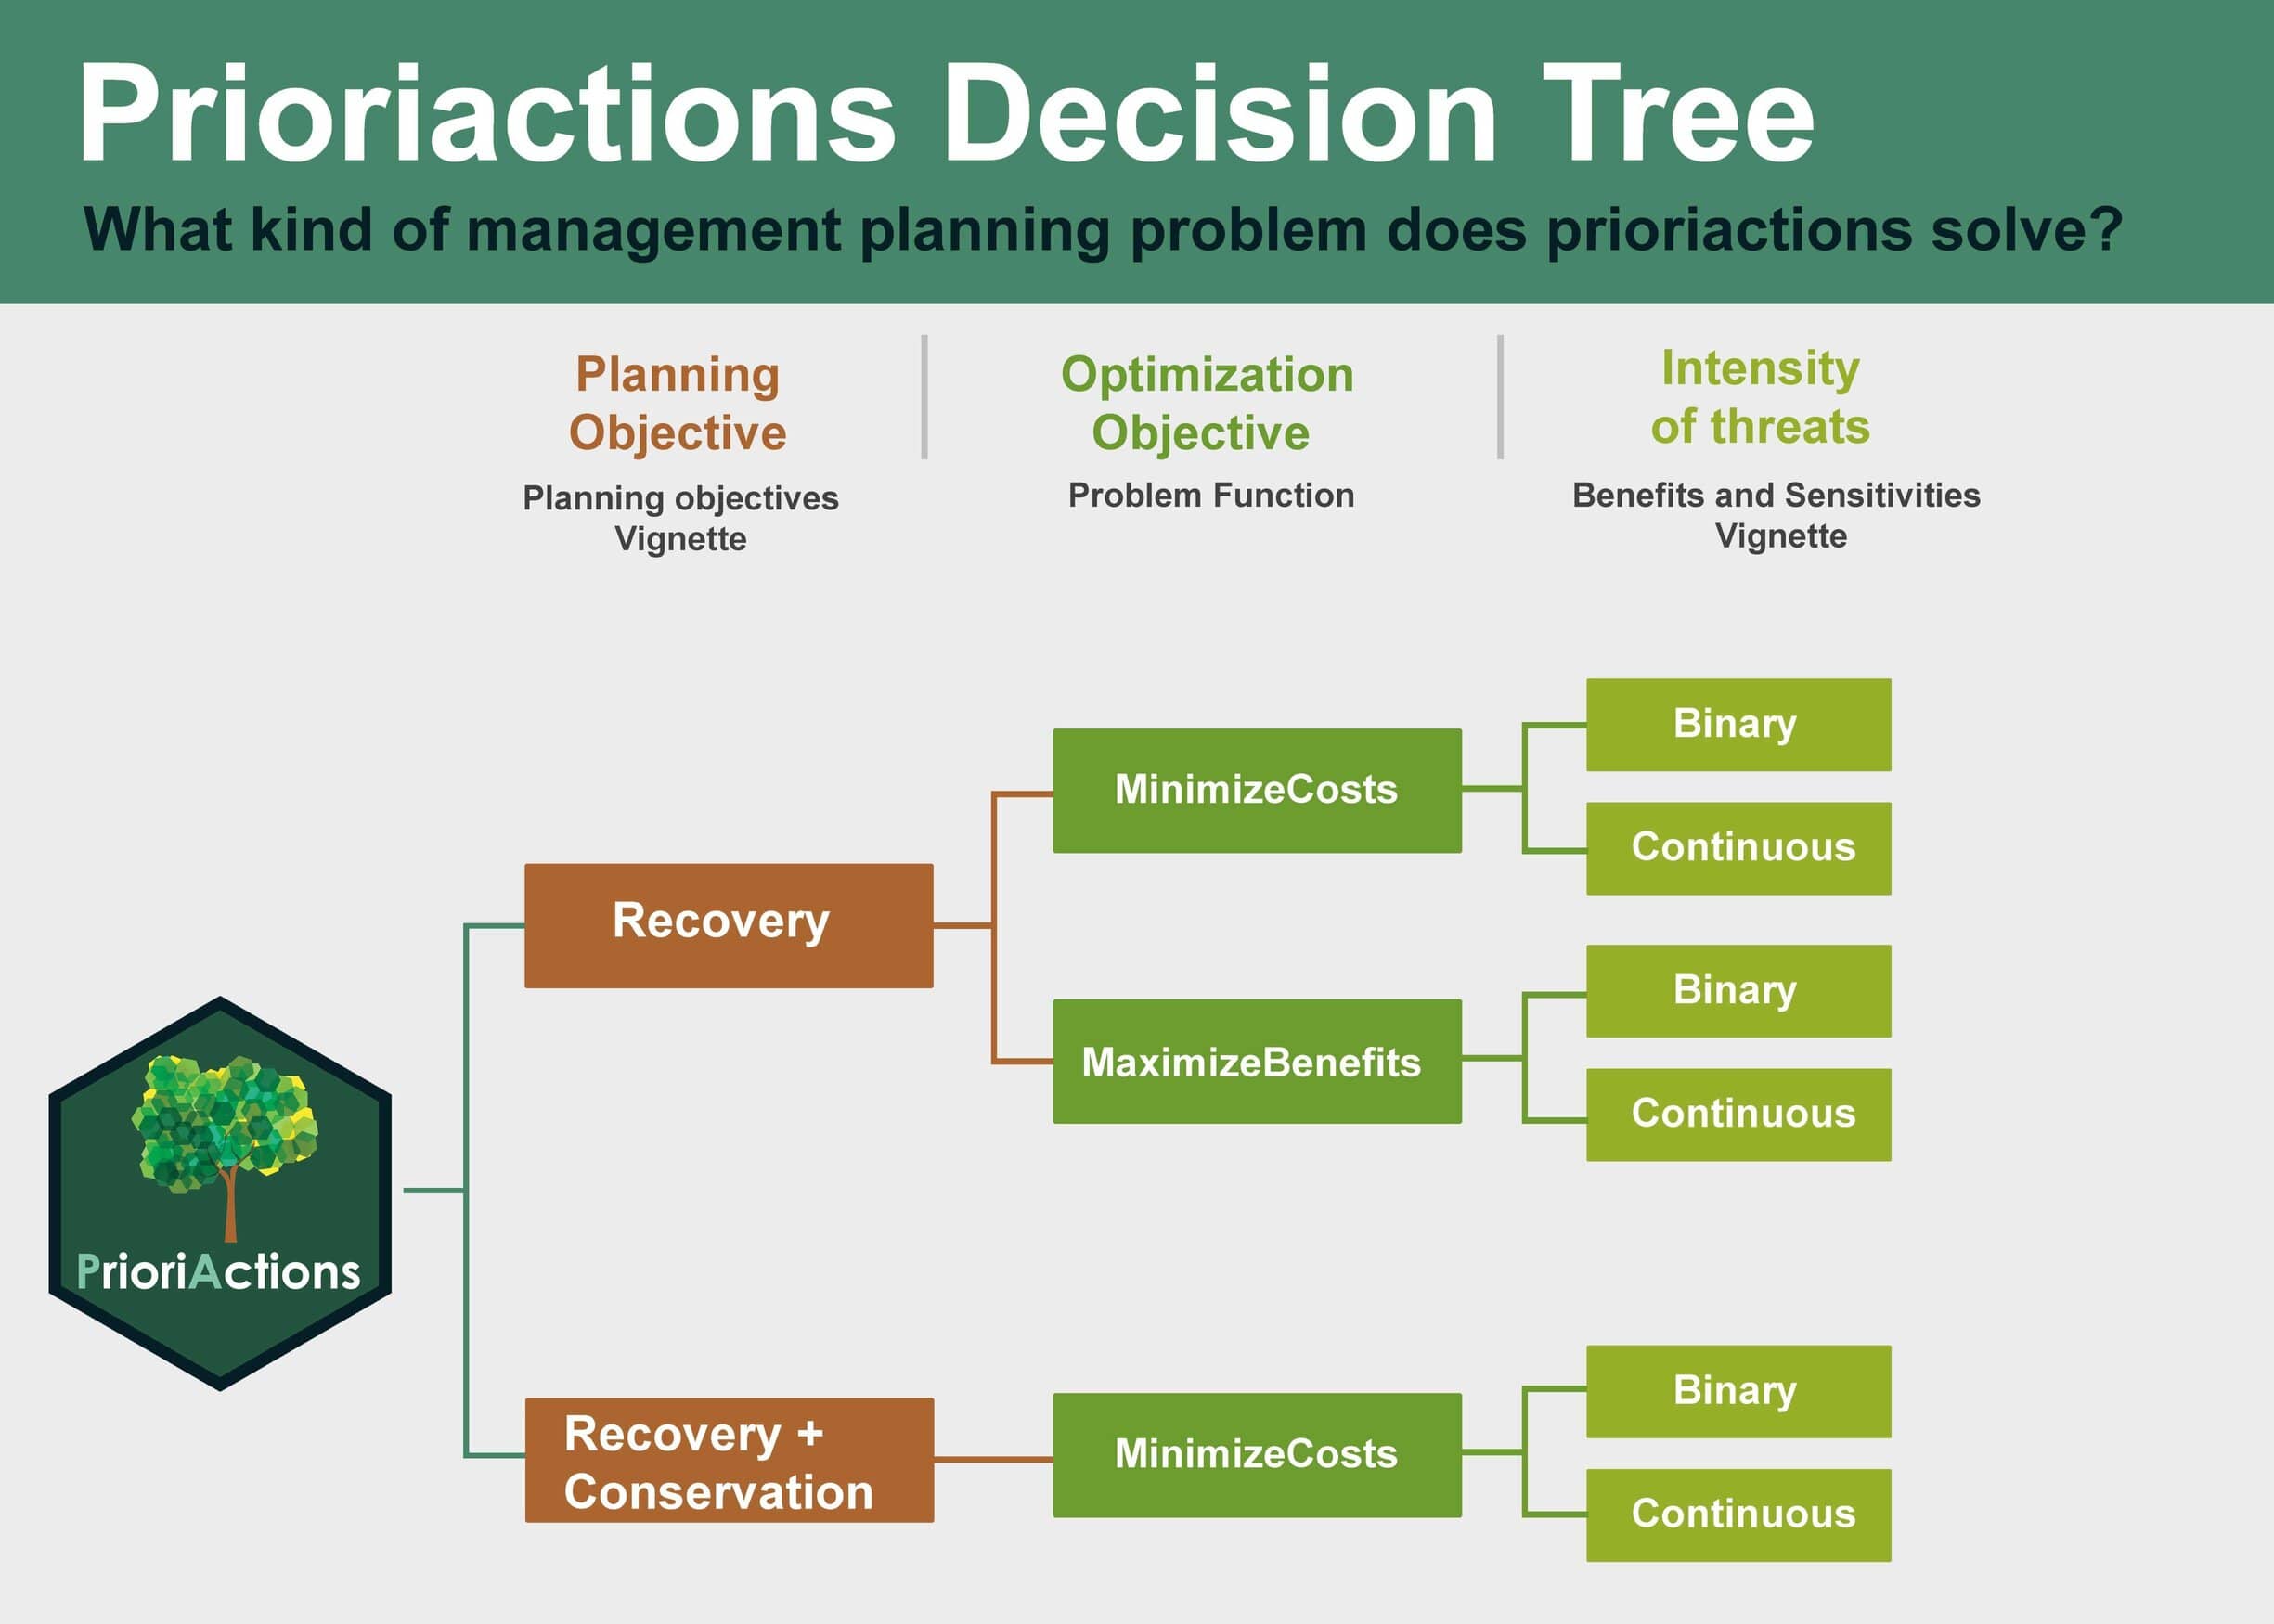 Prioriactions Decision Tree
What kind of management planning problem does prioriactions solve?
Planning
Objective
Planning objectives
Vignette
Optimization
Objective
Problem Function
Intensity
of threats
Benefits and Sensitivities
Vignette
Binary
MinimizeCosts
Continuous
Recovery
Binary
MaximizeBenefits
Continuous
PrioriActions
Binary
Recovery +
Conservation
MinimizeCosts
Continuous